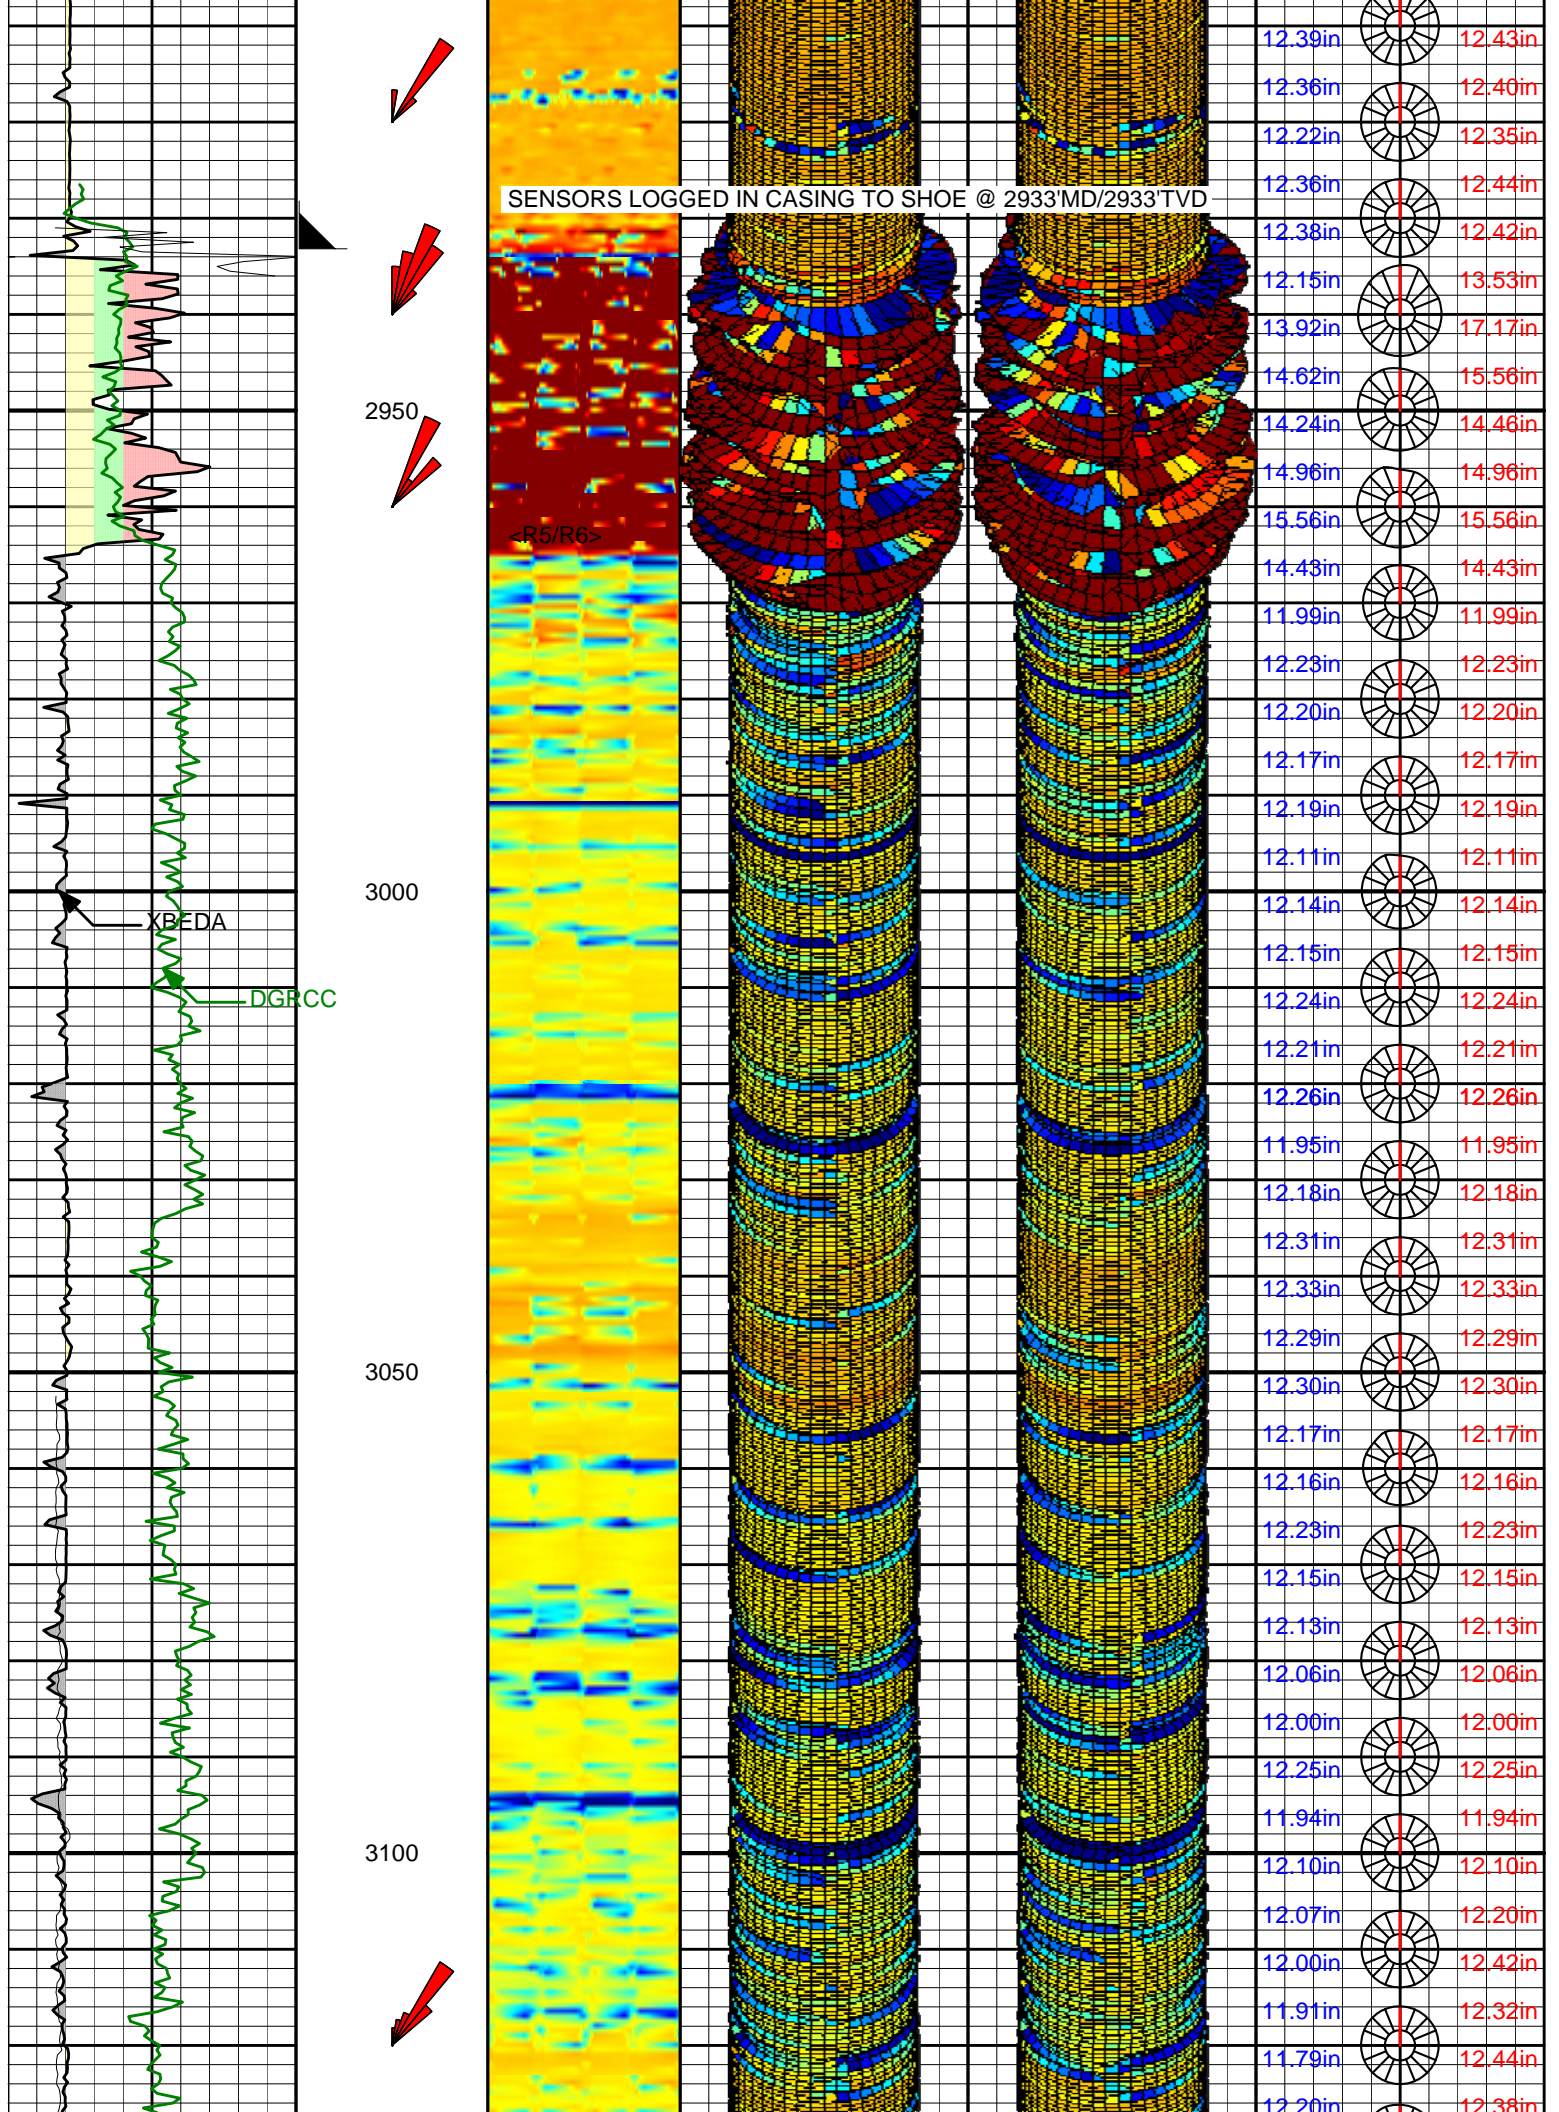 12.39in 12.43in
12.36in 12.40in
12.22in 12.35in
12.36in 12.44in
SENSORS LOGGED IN CASING TO SHOE @ 2933'MD/2933'TVD
12.38in 12.42in
12.15in 13.53in
13.92in 17.17in
14.62in 15.56in
2950
14.24in 14.46in
14.96in 14.96in
15.56in 15.56in
<R5/R6>
14.43in 14.43in
11.99in 11.99in
12.23in 12.23in
12.20in 12.20in
12.17in 12.17in
12.19in 12.19in
12.11in 12.11in
3000
12.14in 12.14in
XBEDA
12.15in 12.15in
DGRCC
12.24in 12.24in
12.21in 12.21in
12.26in 12.26in
11.95in 11.95in
12.18in 12.18in
12.31in 12.31in
12.33in 12.33in
12.29in 12.29in
3050
12.30in 12.30in
12.17in 12.17in
12.16in 12.16in
12.23in 12.23in
12.15in 12.15in
12.13in 12.13in
12.06in 12.06in
12.00in 12.00in
12.25in 12.25in
11.94in 11.94in
3100
12.10in 12.10in
12.07in 12.20in
12.00in 12.42in
11.91in 12.32in
11.79in 12.44in
12.20in 12.38in